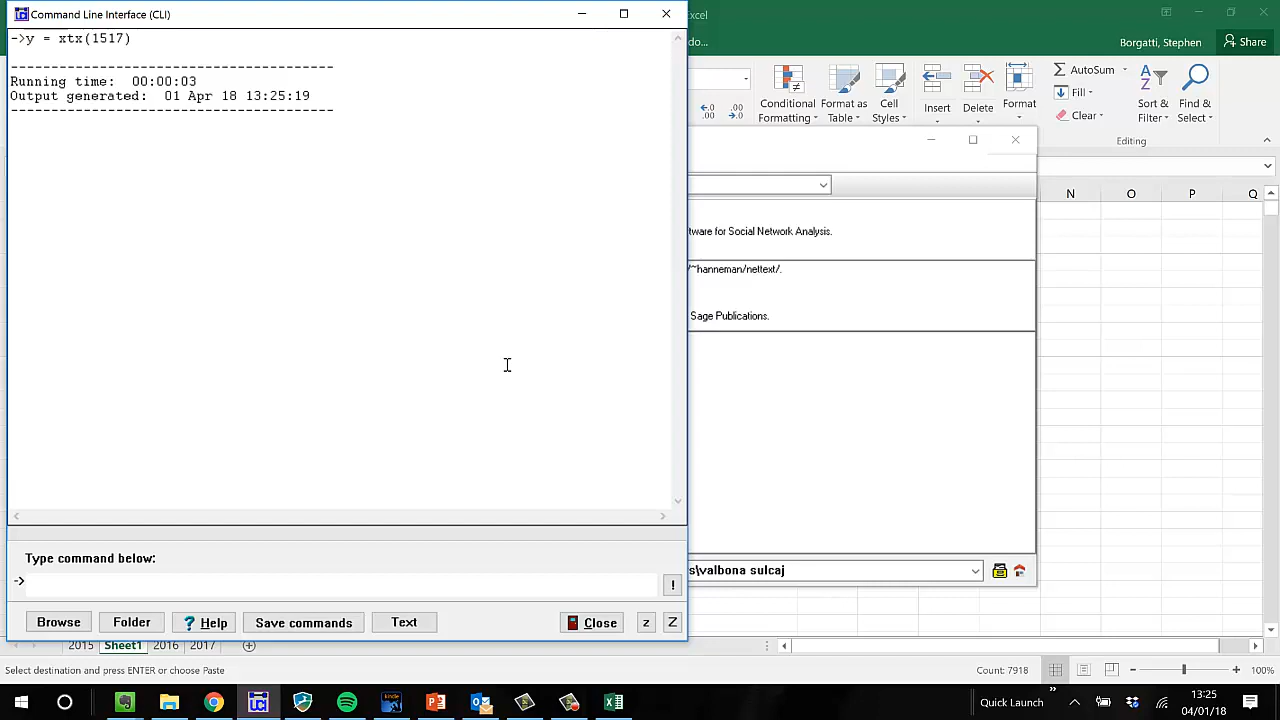 Command Line Interface (CLI)
->y = xtx(1517)
----------------------------------------
Running time:  00:00:03
Output generated:  01 Apr 18 13:25:19
----------------------------------------
Type command below:
->
!
Browse
Folder
? Help
Save commands
Text
Close
z
Z
Excel
Borgatti, Stephen
Share
do...
Conditional
Formatting
Format as
Table
Cell
Styles
Insert
Delete
Format
AutoSum
Fill
Clear
Sort &
Filter
Find &
Select
Editing
N O P Q
tware for Social Network Analysis.
/~hanneman/nettext/.
Sage Publications.
s\valbona sulcaj
2015 Sheet1 2016 2017
Select destination and press ENTER or choose Paste
Count: 7918
100%
UCI
kindle
Quick Launch
13:25
04/01/18